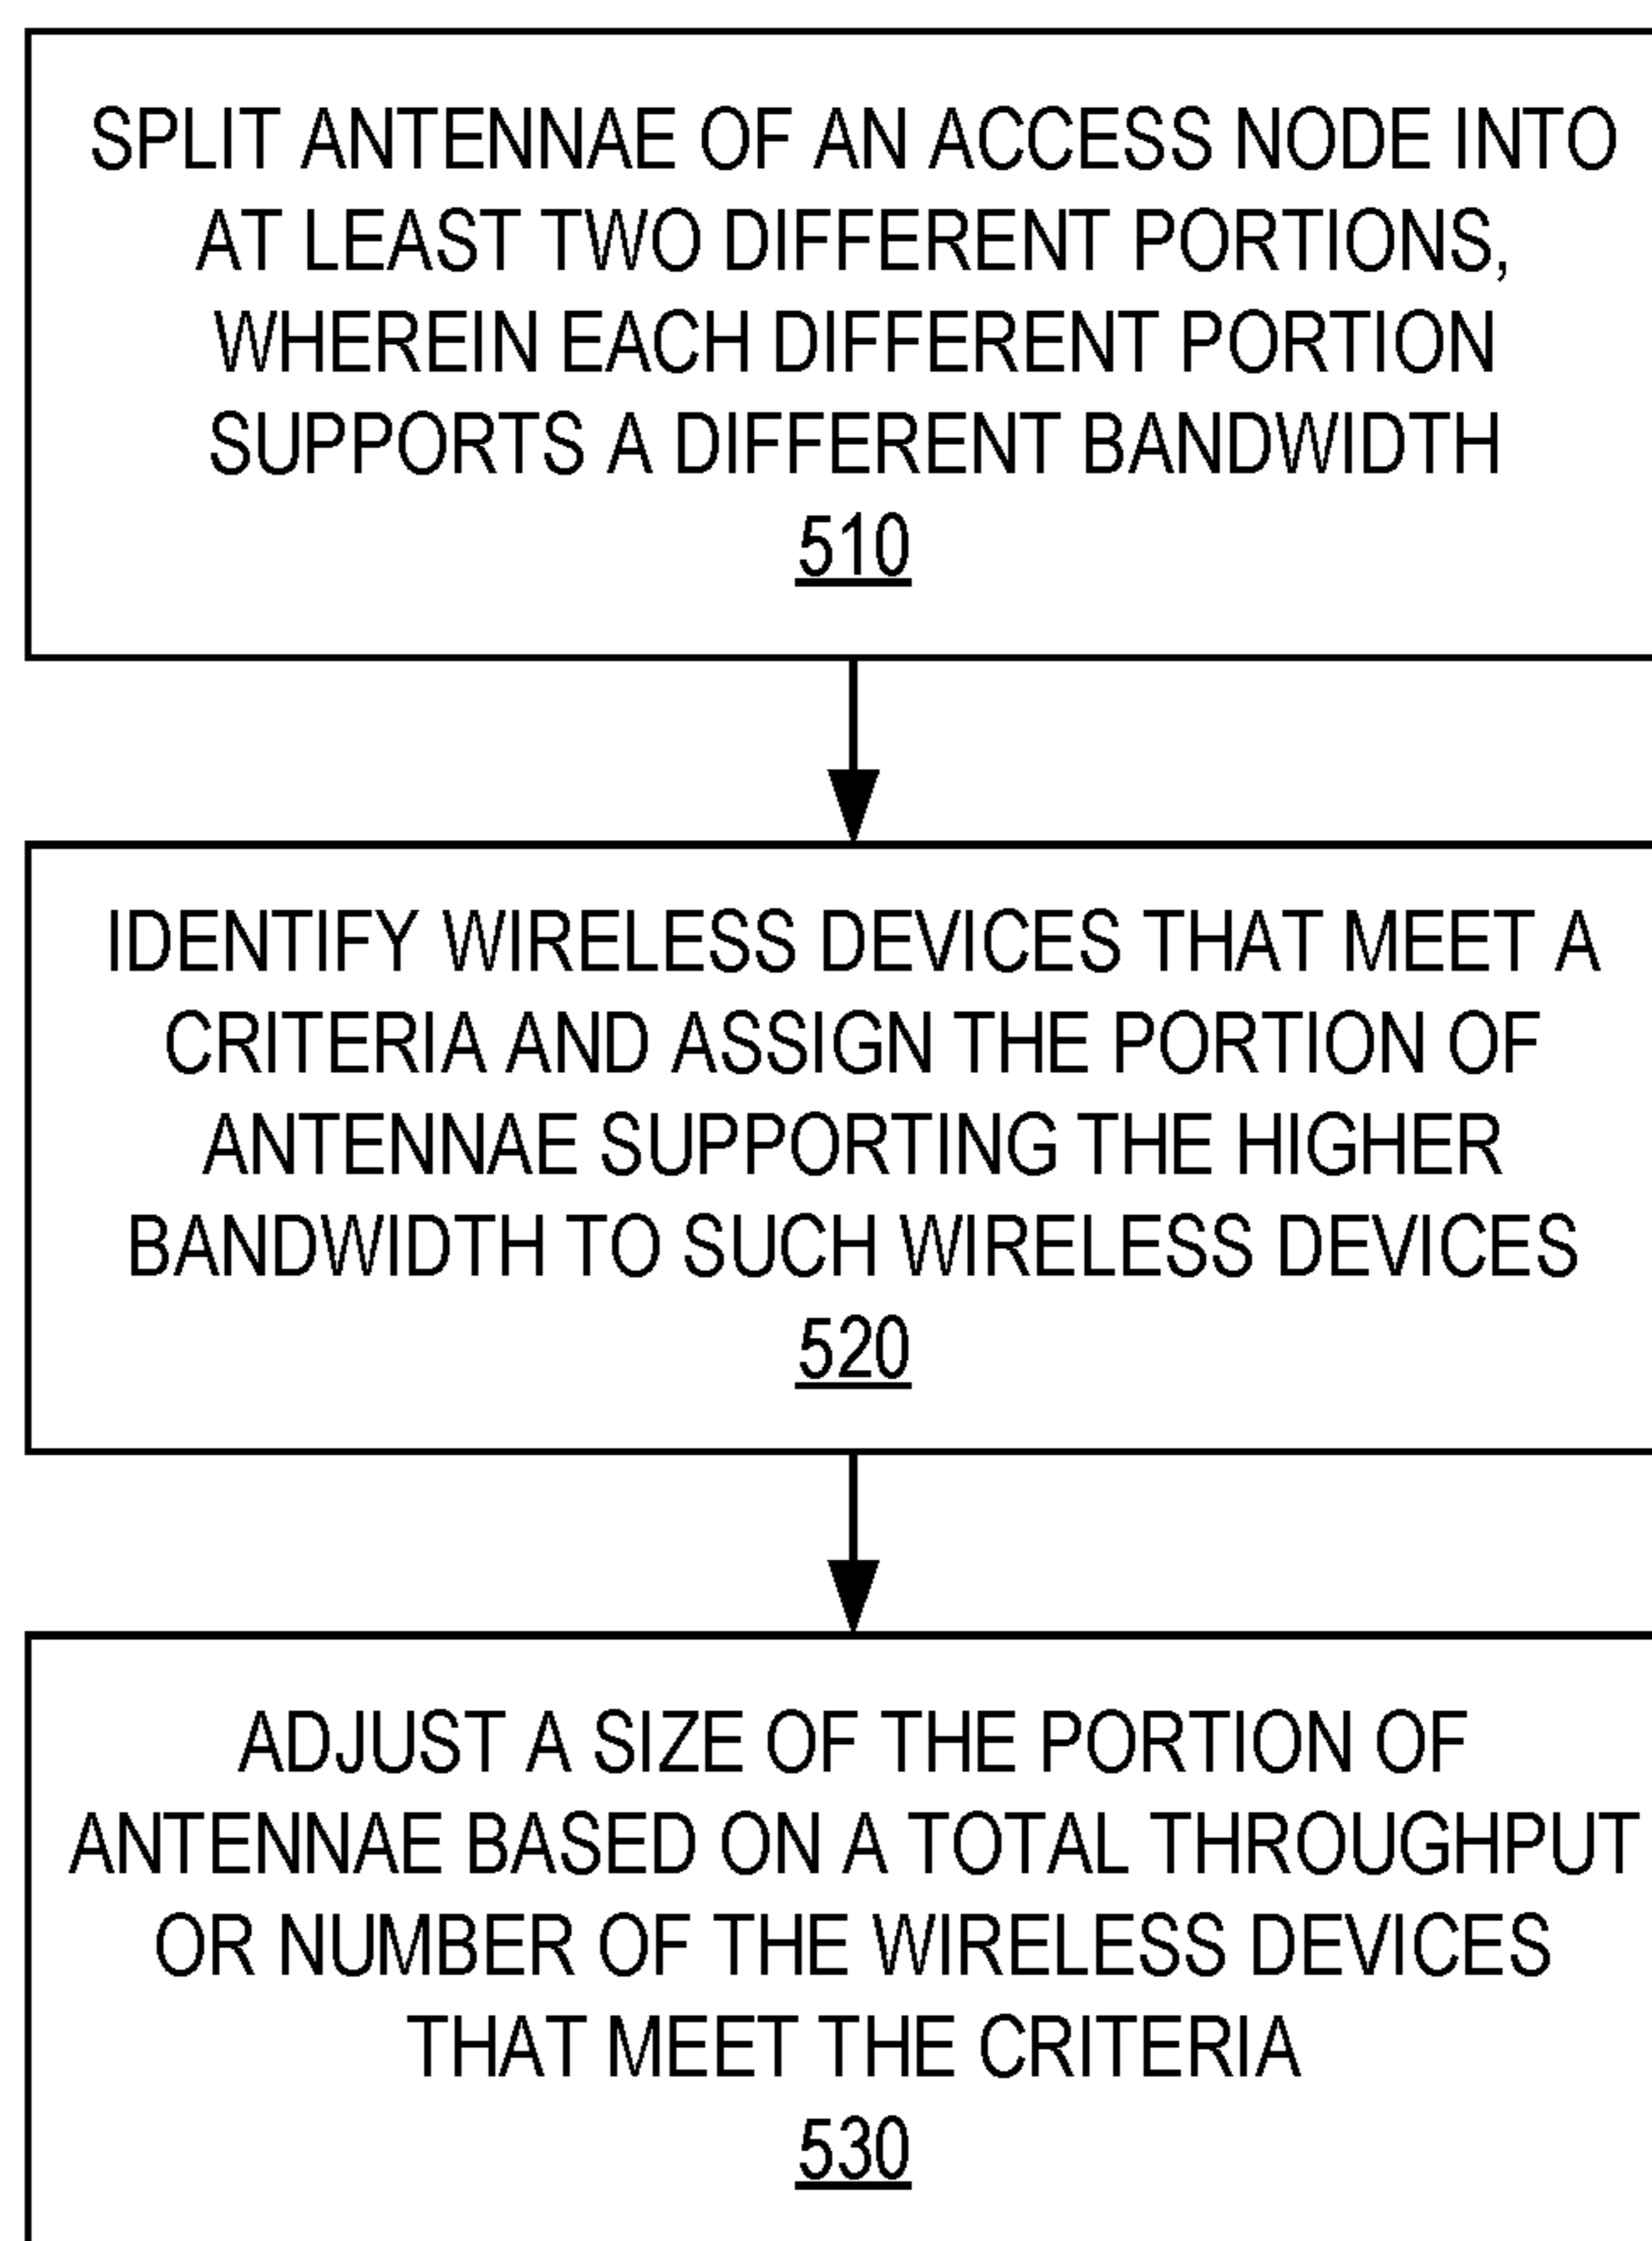 SPLIT ANTENNAE OF AN ACCESS NODE INTO
AT LEAST TWO DIFFERENT PORTIONS,
WHEREIN EACH DIFFERENT PORTION
SUPPORTS A DIFFERENT BANDWIDTH
510
IDENTIFY WIRELESS DEVICES THAT MEET A
CRITERIA AND ASSIGN THE PORTION OF
ANTENNAE SUPPORTING THE HIGHER
BANDWIDTH TO SUCH WIRELESS DEVICES
520
ADJUST A SIZE OF THE PORTION OF
ANTENNAE BASED ON A TOTAL THROUGHPUT
OR NUMBER OF THE WIRELESS DEVICES
THAT MEET THE CRITERIA
530